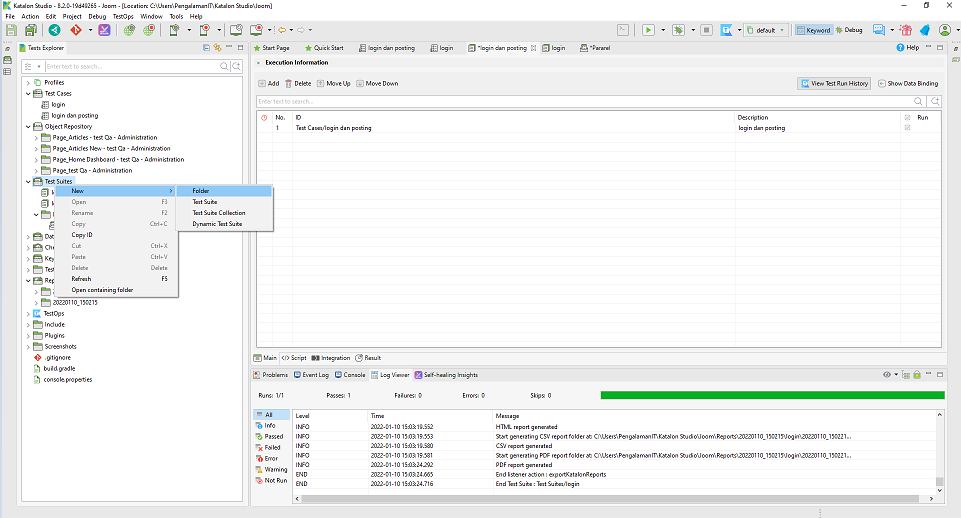 Katalon Studio - 8.2.0 - 19d49265 - Joom - [Location: C:\Users\PengalamanIT\Katalon Studio\Joom]
Action Edit Project Debug TestOps Window Tools Help
default Keyword Debug
Tests Explorer
Enter text to search...
Profiles
Test Cases
login
login dan posting
Object Repository
Page_Articles - test Qa - Administration
Page_Articles New - test Qa - Administration
Page_Home Dashboard - test Qa - Administration
Page_test Qa - Administration
Test Suites
New
Open F3
Rename F2
Copy Ctrl+C
Copy ID
Cut Ctrl+X
Paste Ctrl+V
Delete Delete
Refresh F5
Open containing folder
Folder
Test Suite
Test Suite Collection
Dynamic Test Suite
Dat
Che
Key
Test
Rep
20220110_150215
TestOps
Include
Plugins
Screenshots
.gitignore
build.gradle
console.properties
Start Page Quick Start login dan posting login *login dan posting login *Pararel Help
Execution Information
Add Delete Move Up Move Down View Test Run History Show Data Binding
Enter text to search...
No. ID Description Run
1 Test Cases/login dan posting login dan posting
Main Script Integration Result
Problems Event Log Console Log Viewer Self-healing Insights
Runs: 1/1 Passes: 1 Failures: 0 Errors: 0 Skips: 0
All
Info
Passed
Failed
Error
Warning
Not Run
Level Time Message
INFO 2022-01-10 15:03:19.552 HTML report generated
INFO 2022-01-10 15:03:19.553 Start generating CSV report folder at: C:\Users\PengalamanIT\Katalon Studio\Joom\Reports\20220110_150215\login\20220110_150221...
INFO 2022-01-10 15:03:19.580 CSV report generated
INFO 2022-01-10 15:03:19.581 Start generating PDF report folder at: C:\Users\PengalamanIT\Katalon Studio\Joom\Reports\20220110_150215\login\20220110_150221...
INFO 2022-01-10 15:03:24.292 PDF report generated
END 2022-01-10 15:03:24.665 End listener action : exportKatalonReports
END 2022-01-10 15:03:24.716 End Test Suite : Test Suites/login